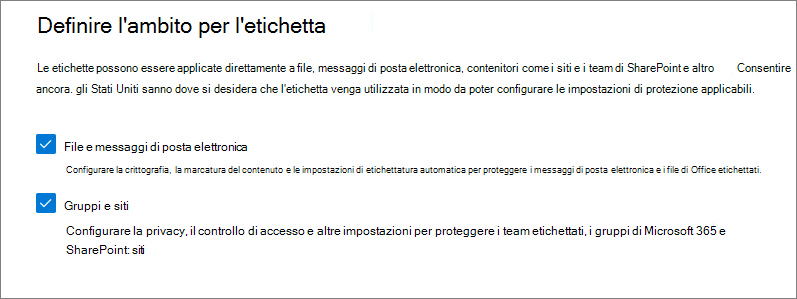 Definire l'ambito per l'etichetta
Le etichette possono essere applicate direttamente a file, messaggi di posta elettronica, contenitori come i siti e i team di SharePoint e altro Consentire
ancora. gli Stati Uniti sanno dove si desidera che l'etichetta venga utilizzata in modo da poter configurare le impostazioni di protezione applicabili.
File e messaggi di posta elettronica
Configurare la crittografia, la marcatura del contenuto e le impostazioni di etichettatura automatica per proteggere i messaggi di posta elettronica e i file di Office etichettati.
Gruppi e siti
Configurare la privacy, il controllo di accesso e altre impostazioni per proteggere i team etichettati, i gruppi di Microsoft 365 e
SharePoint: siti